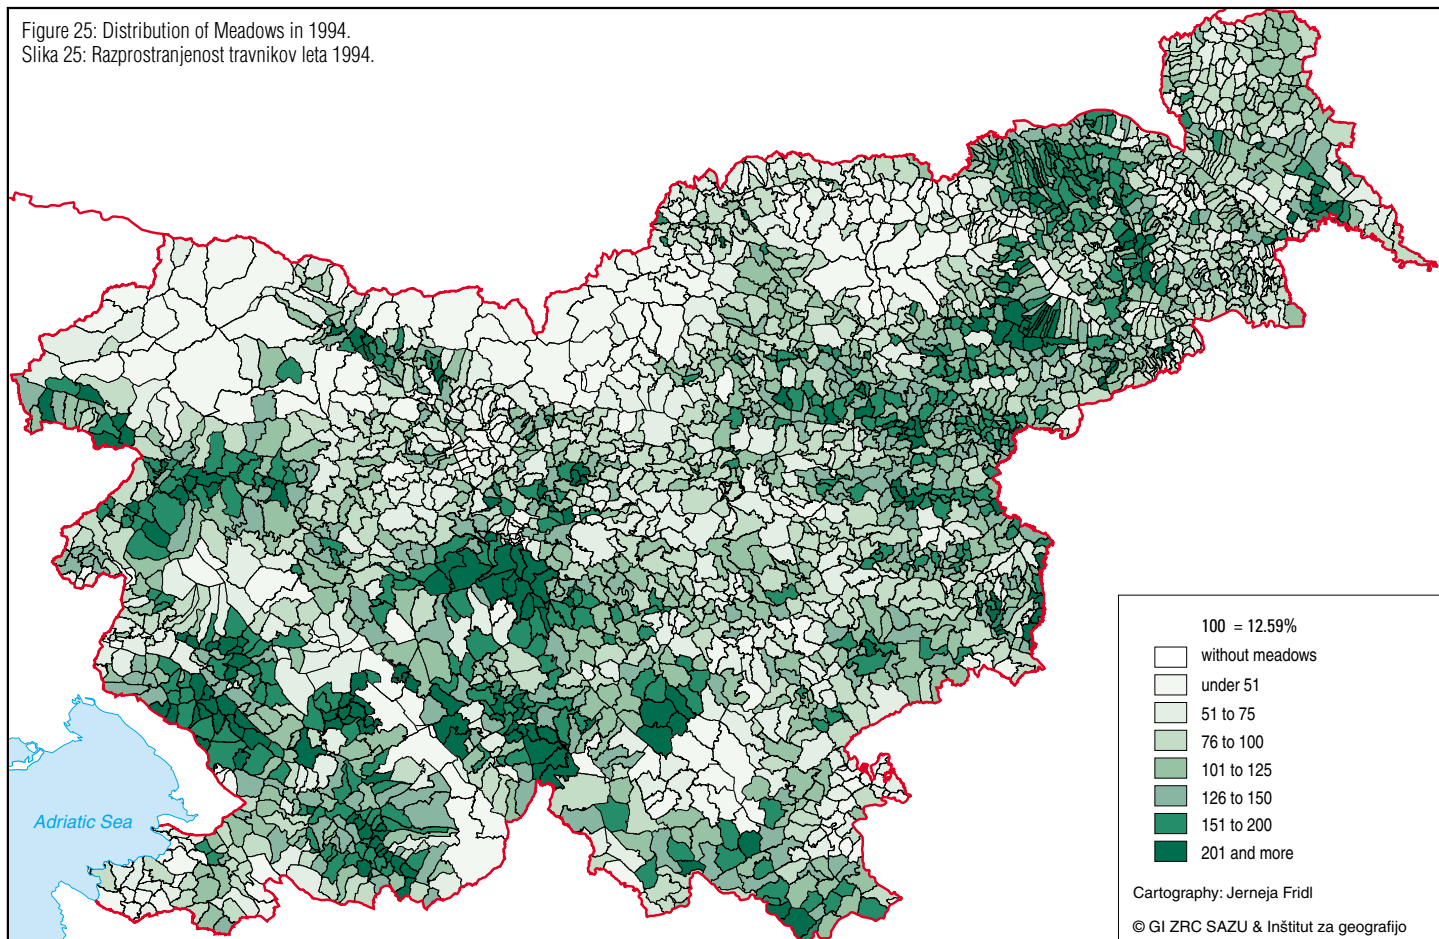 Figure 25: Distribution of Meadows in 1994.
Slika 25: Razprostranjenost travnikov leta 1994.
Adriatic Sea
100 = 12.59%
without meadows
under 51
51 to 75
76 to 100
101 to 125
126 to 150
151 to 200
201 and more
Cartography: Jerneja Fridl
© GI ZRC SAZU & Inštitut za geografijo